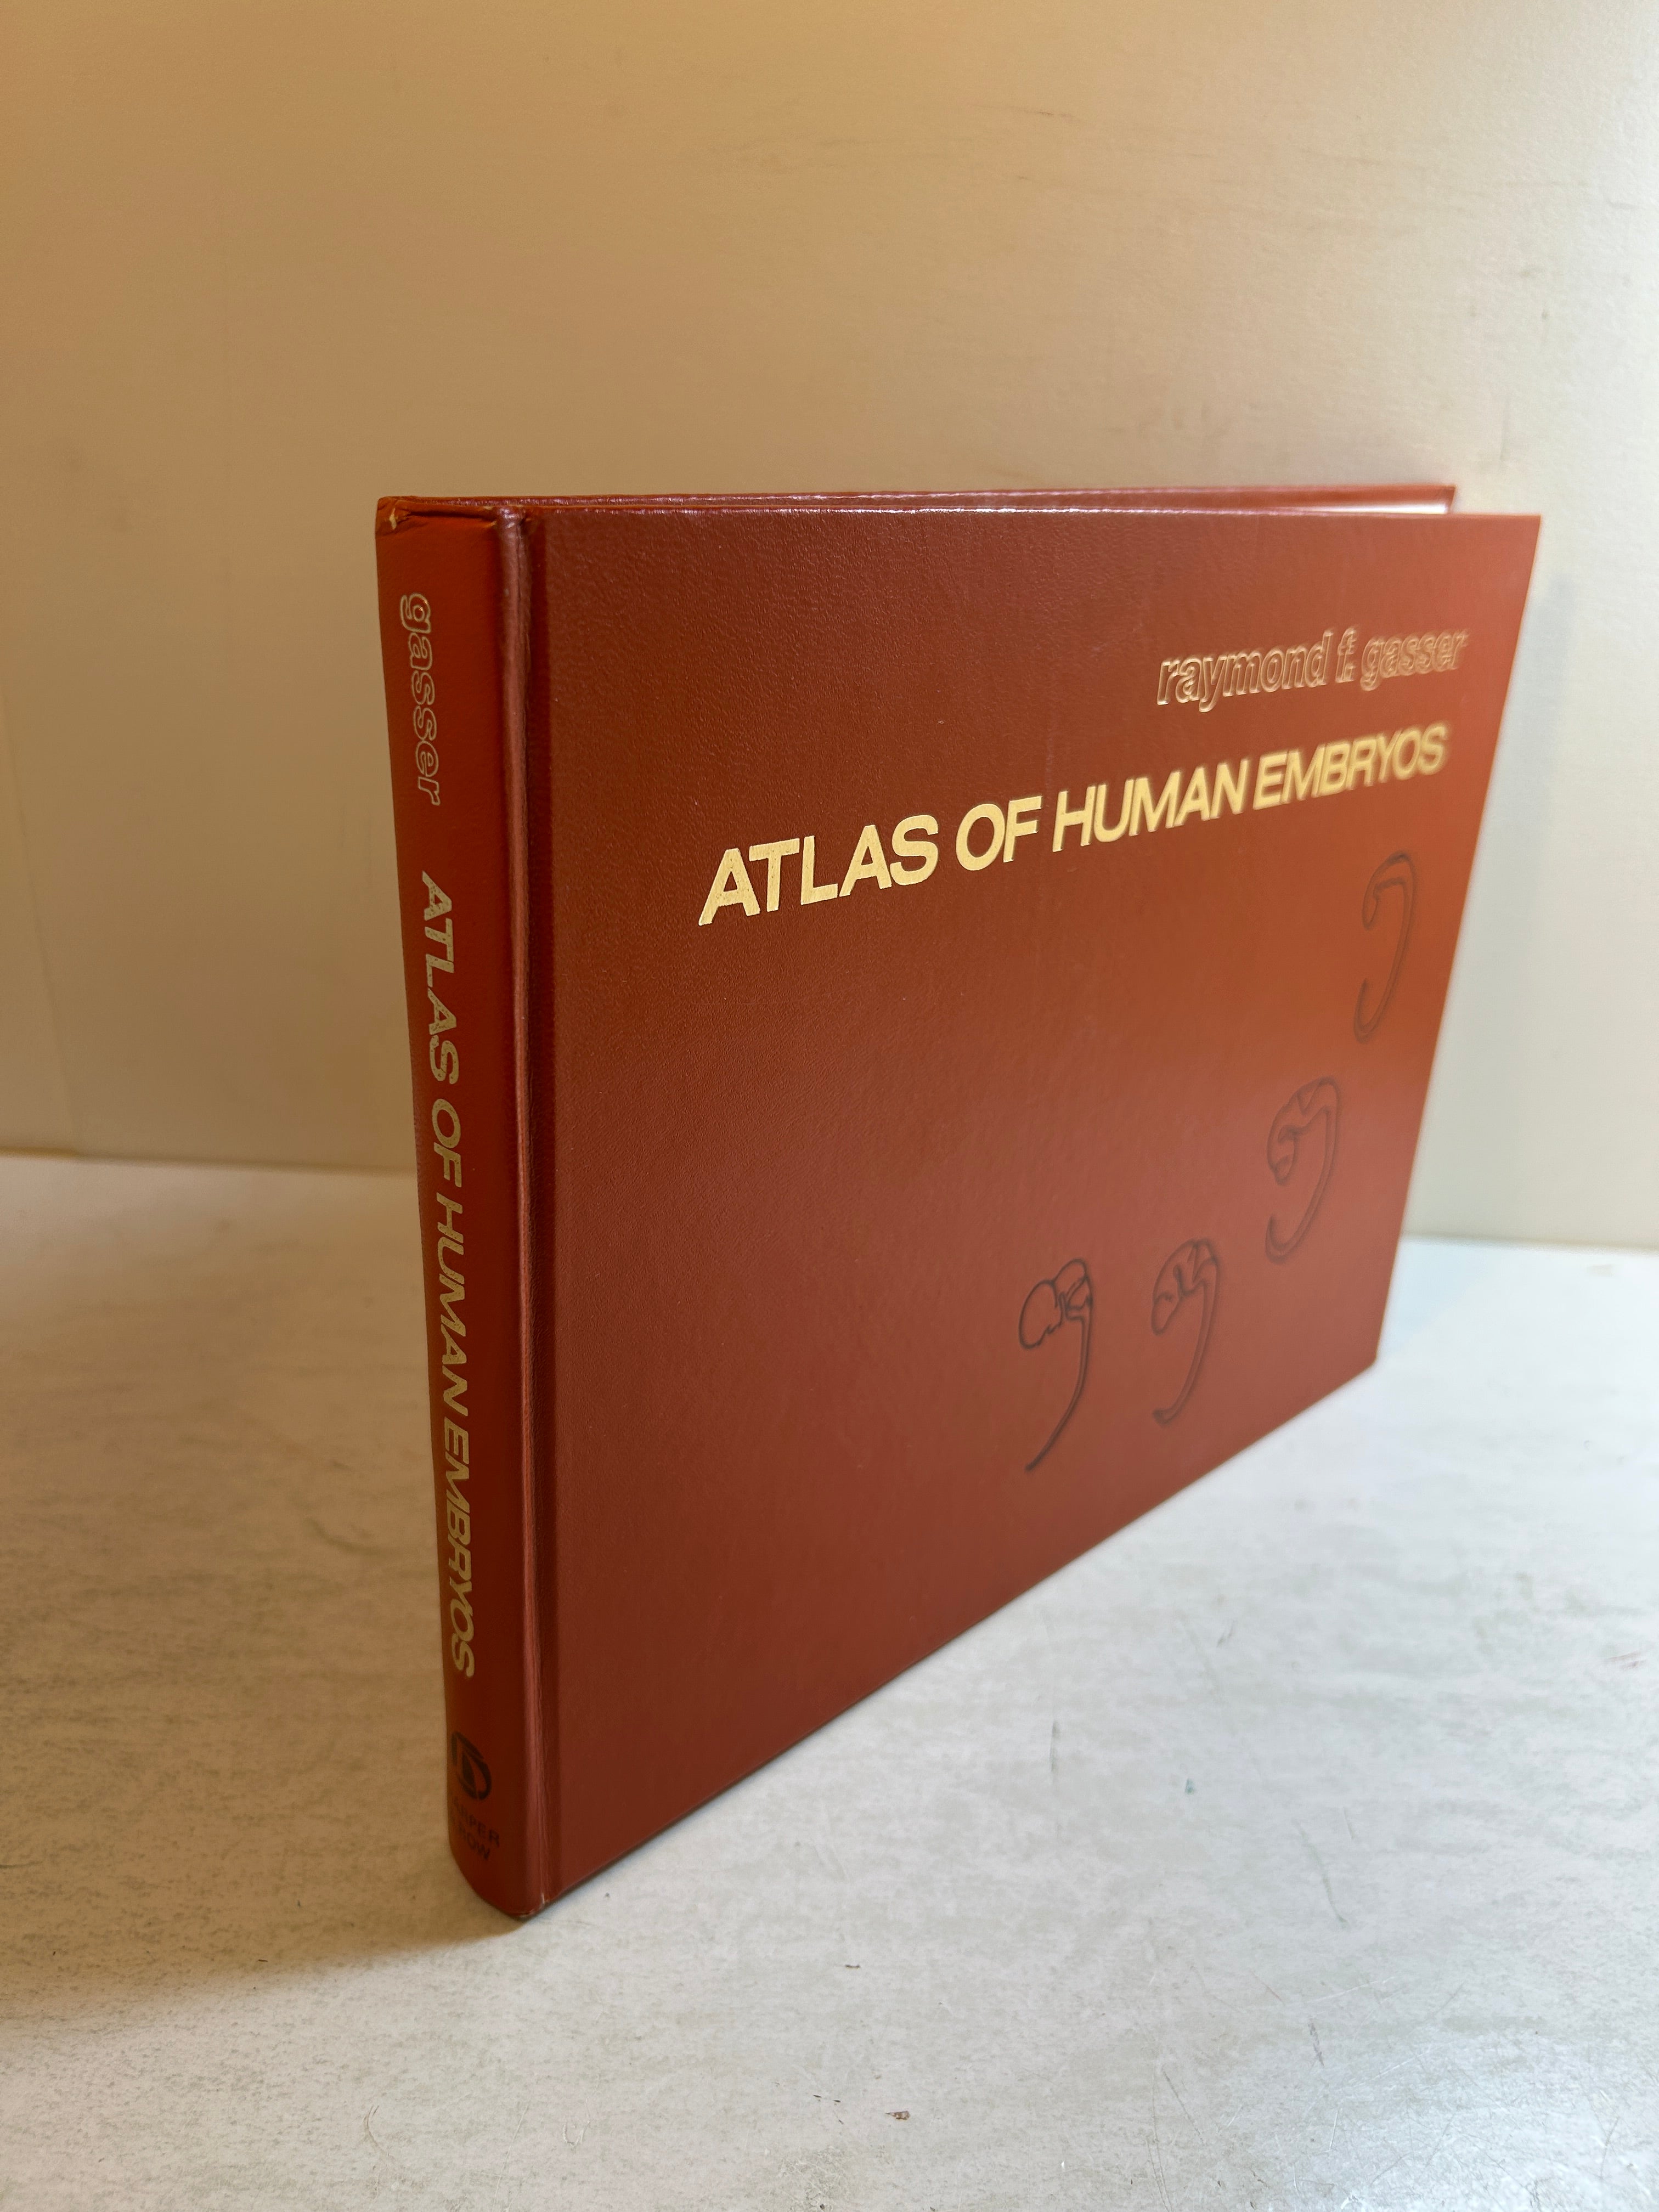 gasser ATLAS OF HUMAN EMBRYOS
raymond f. gasser
ATLAS OF HUMAN EMBRYOS